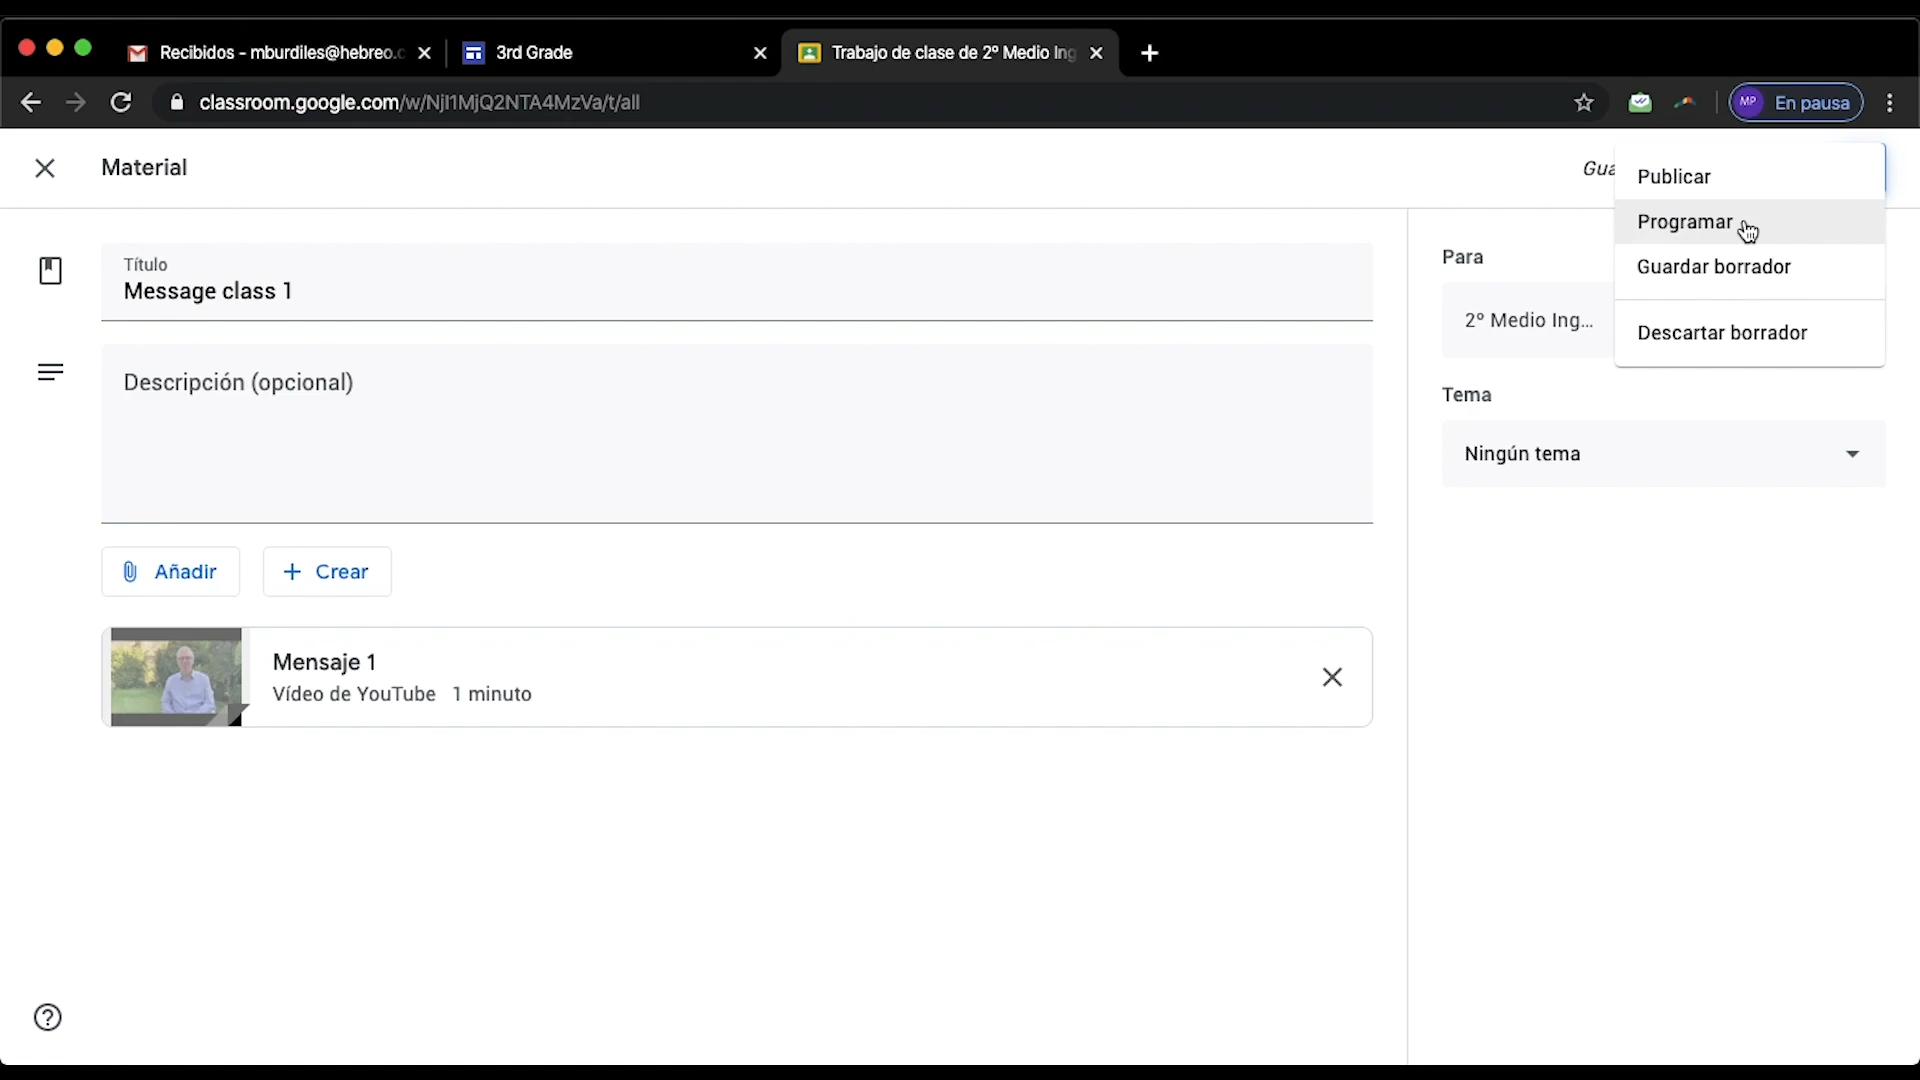 Recibidos - mburdiles@hebreo.c
3rd Grade
Trabajo de clase de 2º Medio Ing
classroom.google.com/w/NjI1MjQ2NTA4MzVa/t/all
MP
En pausa
Material
Gua
Publicar
Programar
Guardar borrador
Descartar borrador
Título
Message class 1
Descripción (opcional)
Para
2º Medio Ing...
Tema
Ningún tema
Añadir
Crear
Mensaje 1
Vídeo de YouTube 1 minuto